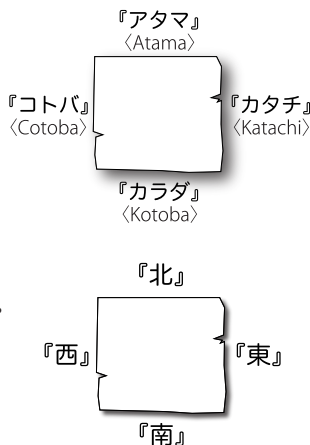 『アタマ』
〈Atama〉
『コトバ』 『カタチ』
〈Cotoba〉 〈Katachi〉
『カラダ』
〈Kotoba〉
『北』
『西』 『東』
『南』